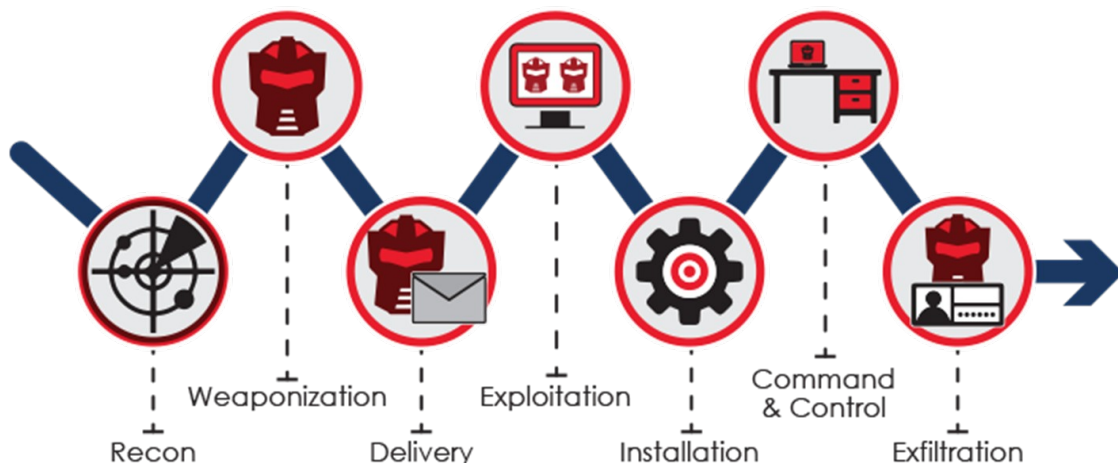 Recon
Weaponization
Delivery
Exploitation
Installation
Command
& Control
Exfiltration